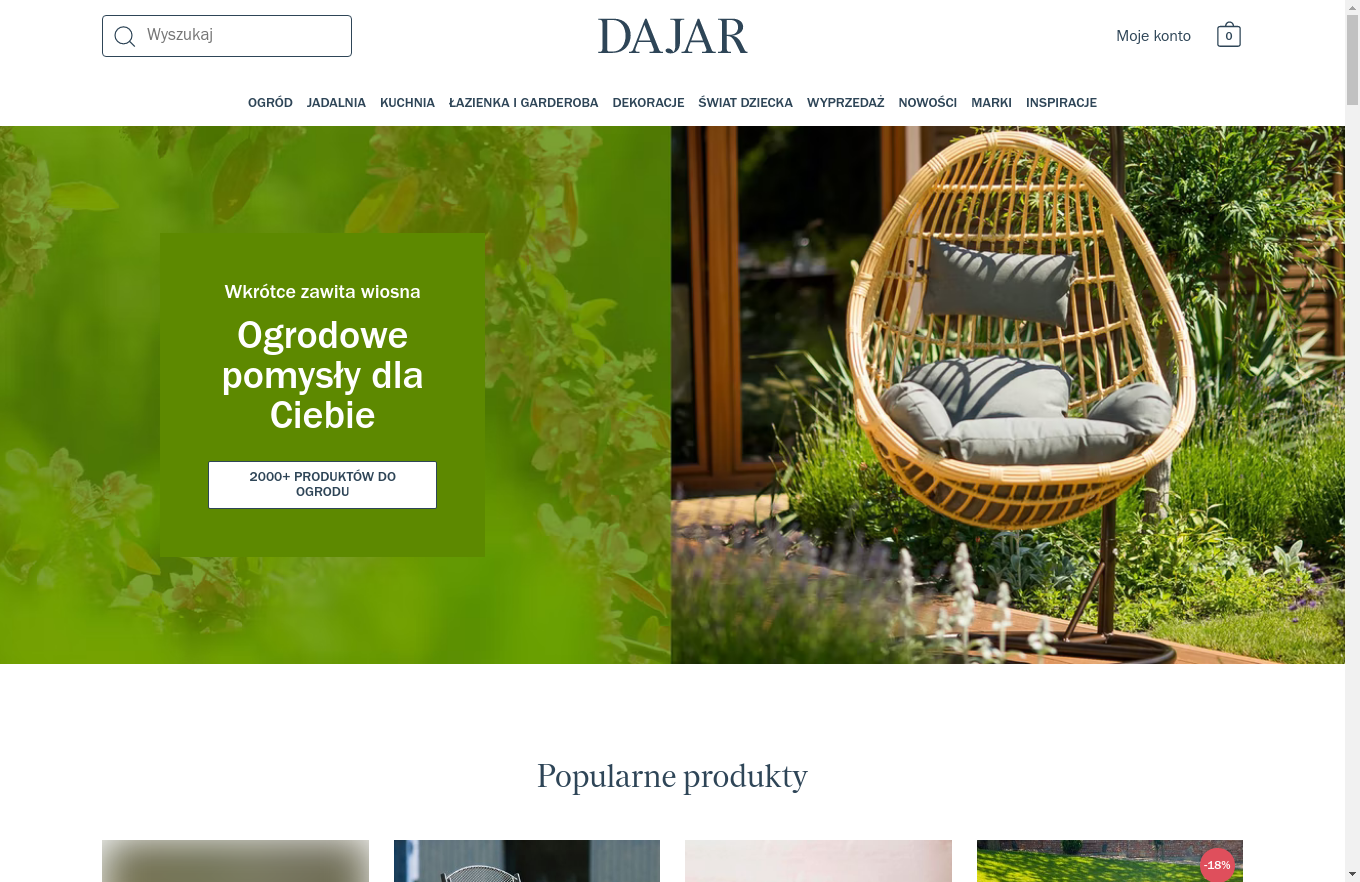 Wyszukaj
DAJAR
Moje konto
0
OGRÓD JADALNIA KUCHNIA ŁAZIENKA I GARDEROBA DEKORACJE ŚWIAT DZIECKA WYPRZEDAŻ NOWOŚCI MARKI INSPIRACJE
Wkrótce zawita wiosna
Ogrodowe
pomysły dla
Ciebie
2000+ PRODUKTÓW DO
OGRODU
Popularne produkty
-18%